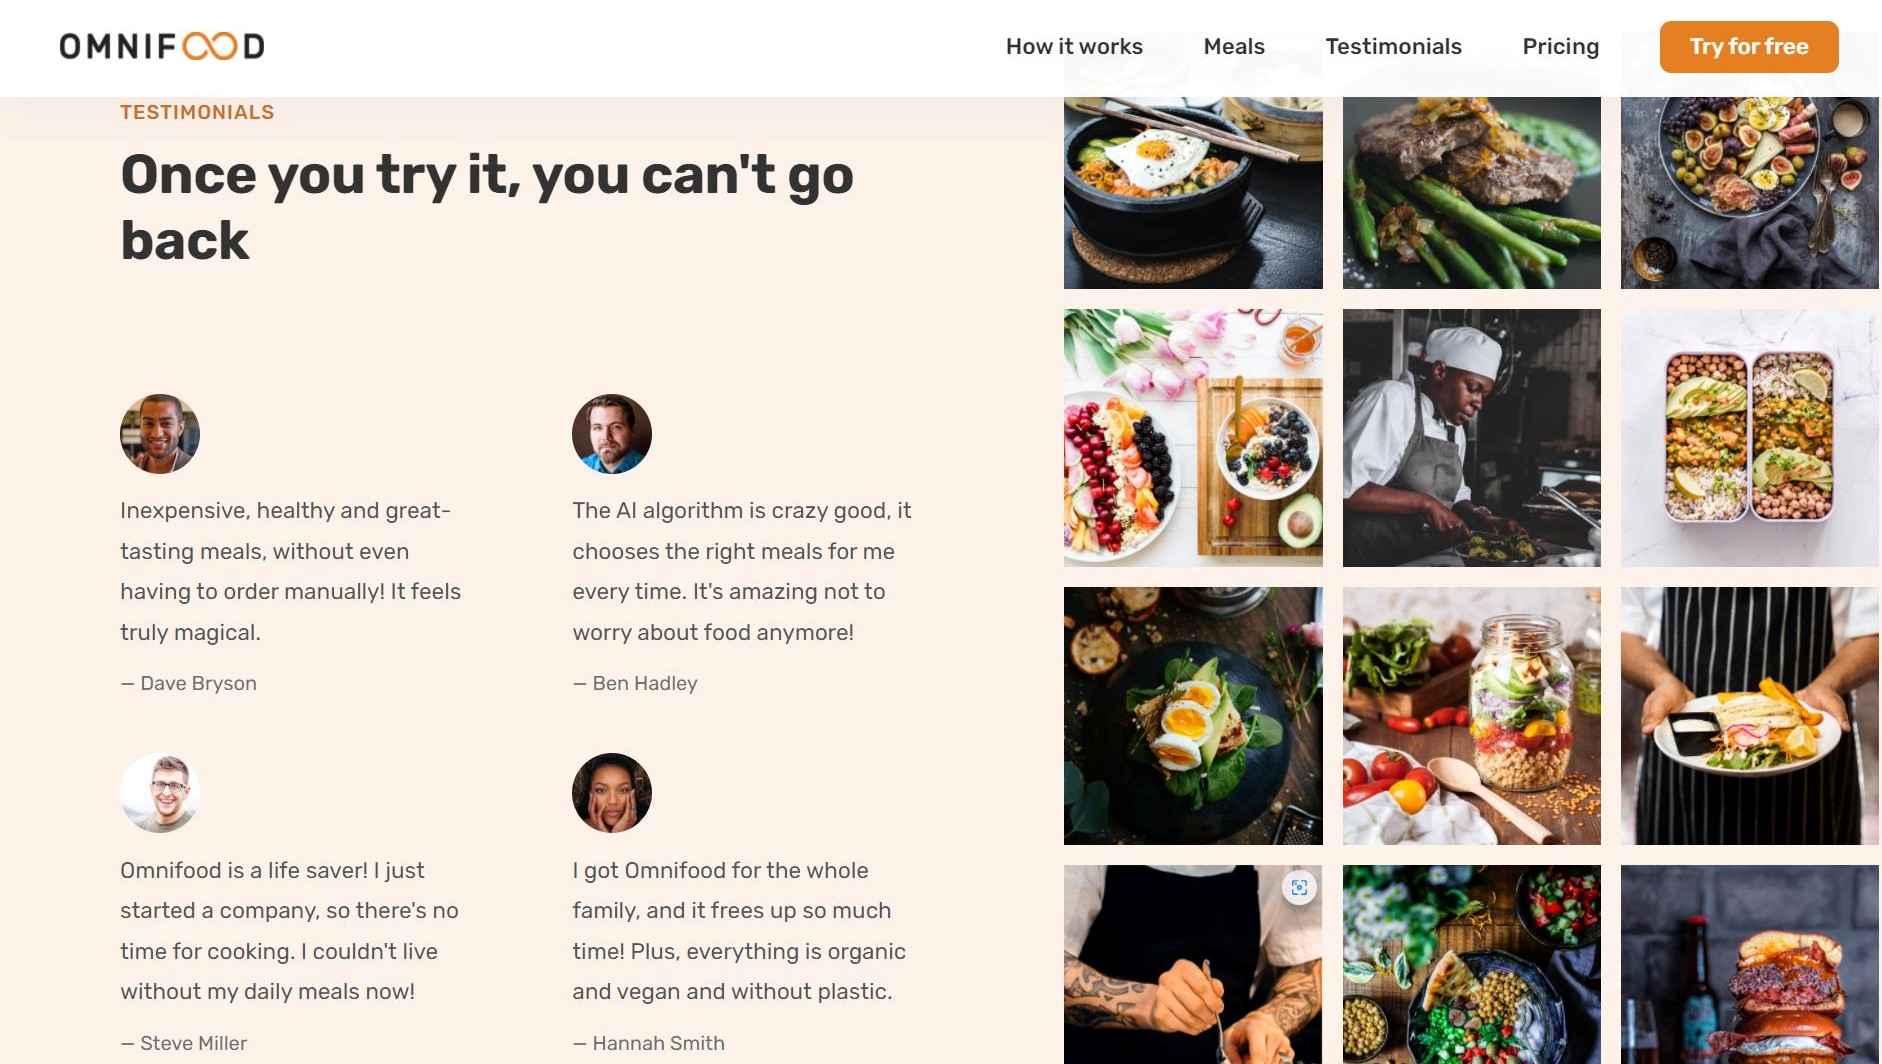 OMNIFOOD
How it works
Meals
Testimonials
Pricing
Try for free
TESTIMONIALS
Once you try it, you can't go
back
Inexpensive, healthy and great-
tasting meals, without even
having to order manually! It feels
truly magical.
— Dave Bryson
The AI algorithm is crazy good, it
chooses the right meals for me
every time. It's amazing not to
worry about food anymore!
— Ben Hadley
Omnifood is a life saver! I just
started a company, so there's no
time for cooking. I couldn't live
without my daily meals now!
— Steve Miller
I got Omnifood for the whole
family, and it frees up so much
time! Plus, everything is organic
and vegan and without plastic.
— Hannah Smith